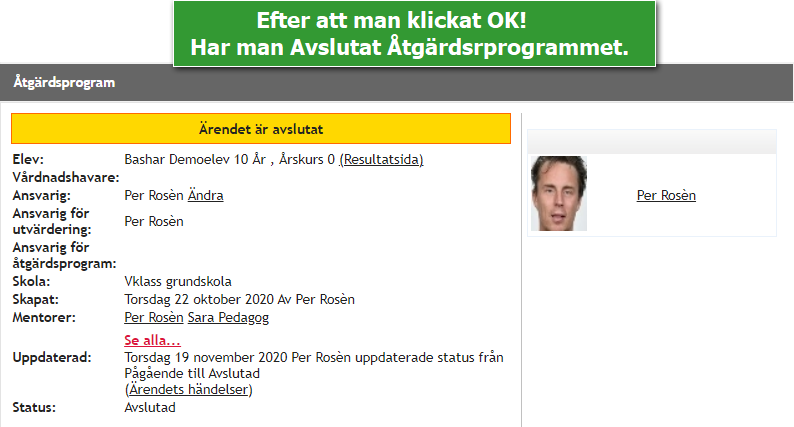 Efter att man klickat OK!
Har man Avslutat Åtgärdsrprogrammet.
Åtgärdsprogram
Ärendet är avslutat
Elev: Bashar Demoelev 10 År , Årskurs 0 (Resultatsida)
Vårdnadshavare:
Ansvarig: Per Rosèn Ändra
Ansvarig för
utvärdering: Per Rosèn
Ansvarig för
åtgärdsprogram:
Skola: Vklass grundskola
Skapat: Torsdag 22 oktober 2020 Av Per Rosèn
Mentorer: Per Rosèn Sara Pedagog
Se alla...
Uppdaterad: Torsdag 19 november 2020 Per Rosèn uppdaterade status från
Pågående till Avslutad
(Ärendets händelser)
Status: Avslutad
Per Rosèn